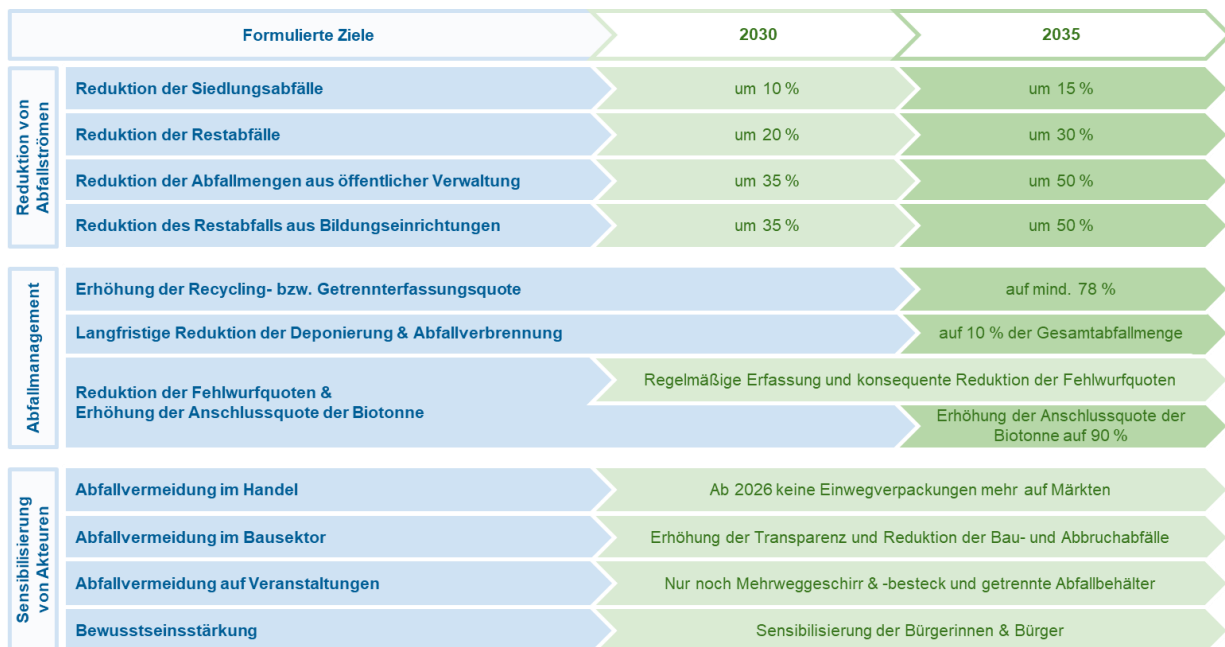 Formulierte Ziele
2030
2035
Reduktion von
Abfallströmen
Reduktion der Siedlungsabfälle
um 10 %
um 15 %
Reduktion der Restabfälle
um 20 %
um 30 %
Reduktion der Abfallmengen aus öffentlicher Verwaltung
um 35 %
um 50 %
Reduktion des Restabfalls aus Bildungseinrichtungen
um 35 %
um 50 %
Abfallmanagement
Erhöhung der Recycling- bzw. Getrennterfassungsquote
auf mind. 78 %
Langfristige Reduktion der Deponierung & Abfallverbrennung
auf 10 % der Gesamtabfallmenge
Reduktion der Fehlwurfquoten &
Erhöhung der Anschlussquote der Biotonne
Regelmäßige Erfassung und konsequente Reduktion der Fehlwurfquoten
Erhöhung der Anschlussquote der
Biotonne auf 90 %
Sensibilisierung
von Akteuren
Abfallvermeidung im Handel
Ab 2026 keine Einwegverpackungen mehr auf Märkten
Abfallvermeidung im Bausektor
Erhöhung der Transparenz und Reduktion der Bau- und Abbruchabfälle
Abfallvermeidung auf Veranstaltungen
Nur noch Mehrweggeschirr & -besteck und getrennte Abfallbehälter
Bewusstseinsstärkung
Sensibilisierung der Bürgerinnen & Bürger